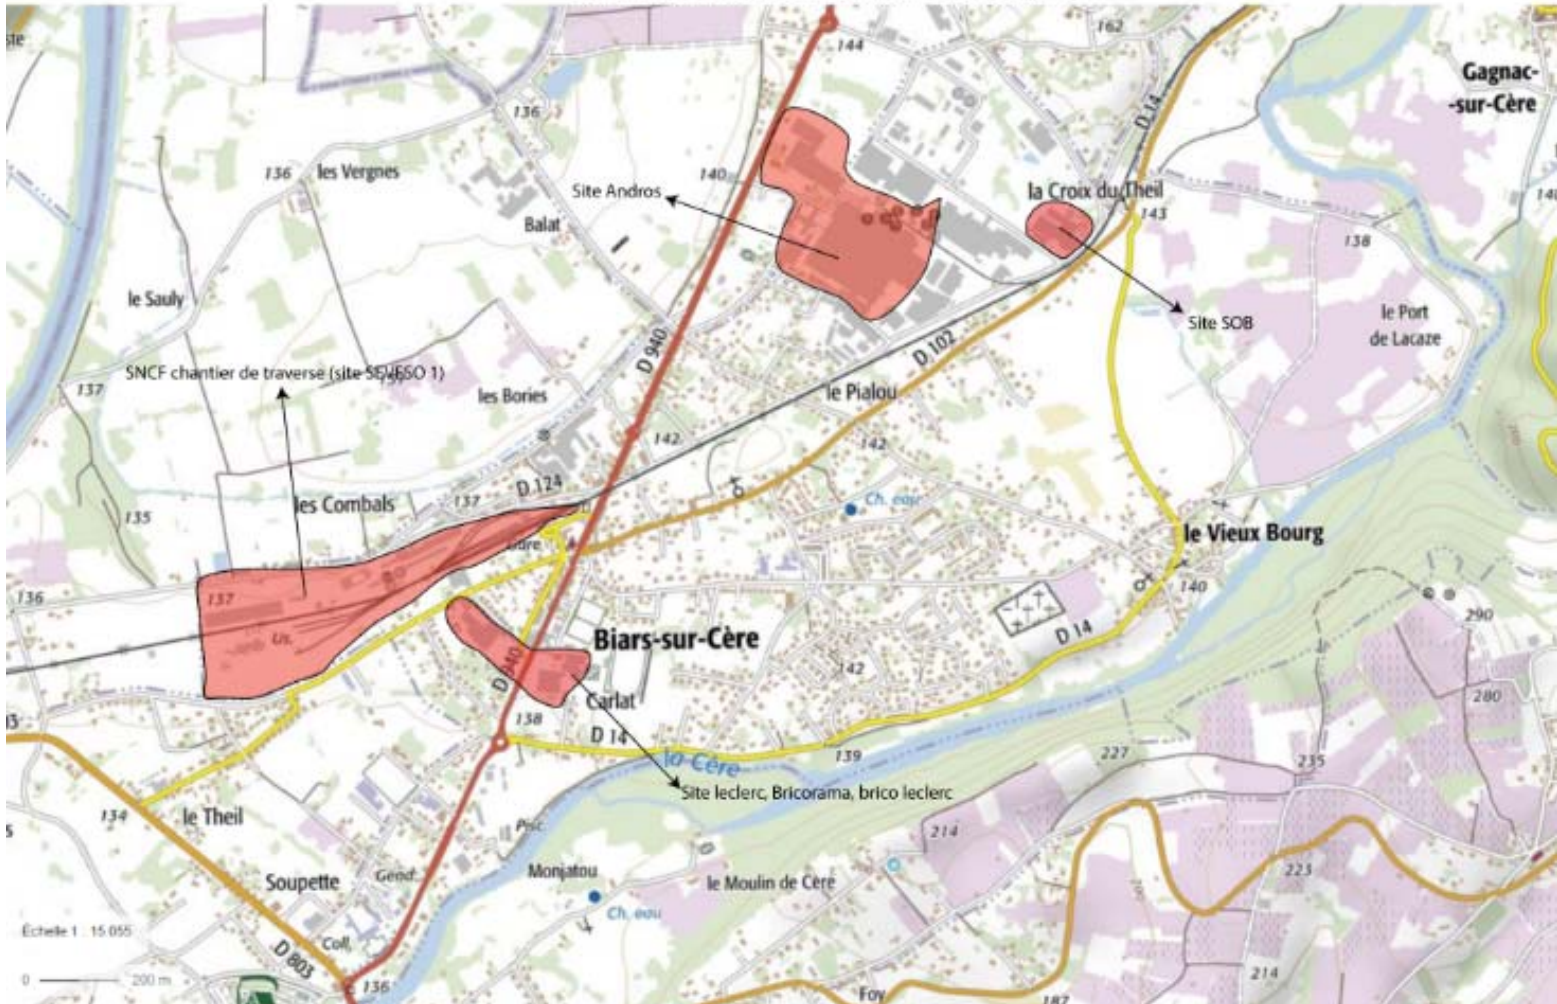 144
162
Gagnac-
-sur-Cère
D 14
136
les Vergnes
136
140
Site Andros
la Croix du Theil
143
138
Balat
le Sauly
Site SOB
le Port
de Lacaze
D 940
D 102
SNCF chantier de traverse (site SEVESO 1)
137
les Bories
le Pialou
142
142
D 124
137
les Combals
135
Ch. eau
Gare
le Vieux Bourg
136
137
140
290
Us.
Biars-sur-Cère
D 14
142
D 940
280
Carlat
138
D 14
139
la Cère
227
235
Site leclerc, Bricorama, brico leclerc
134
le Theil
Pisc.
214
Monjatou
le Moulin de Cère
223
Soupette
Gend.
Ch. eau
Échelle 1 : 15 055
Coll.
D 803
0
200 m
136
214
Foy
187